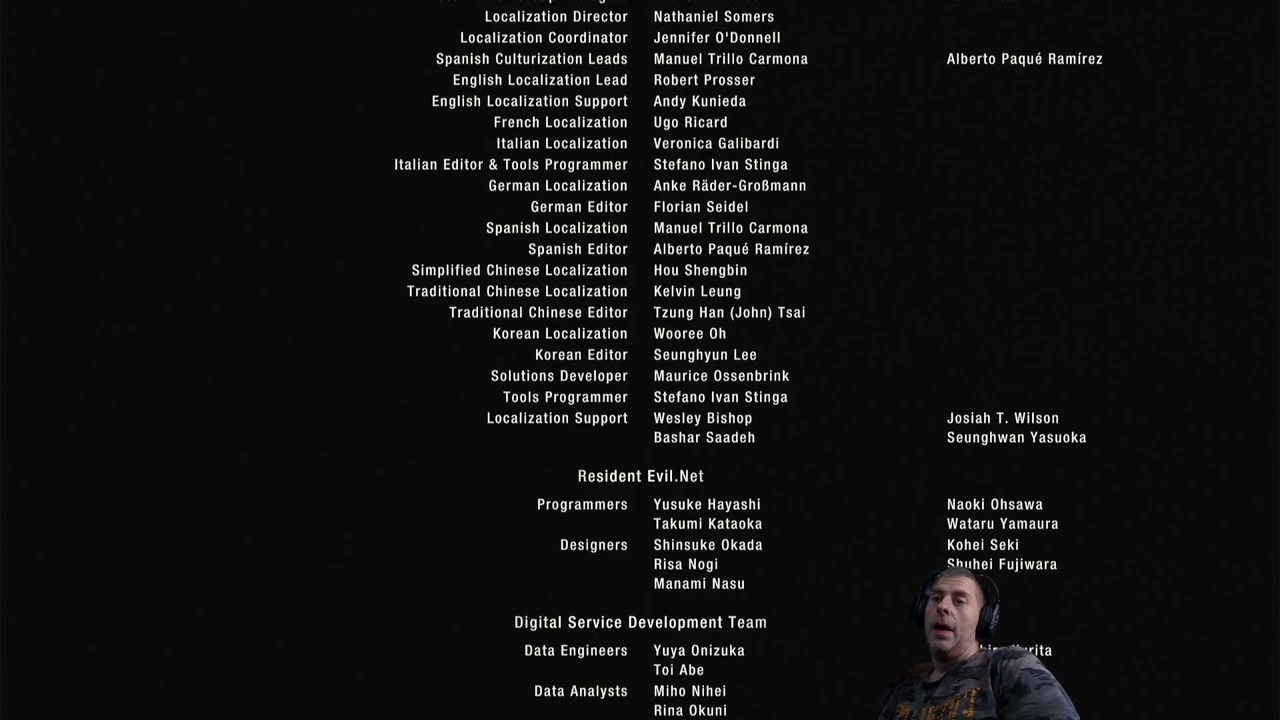 Localization Director Nathaniel Somers
Localization Coordinator Jennifer O'Donnell
Spanish Culturization Leads Manuel Trillo Carmona Alberto Paqué Ramírez
English Localization Lead Robert Prosser
English Localization Support Andy Kunieda
French Localization Ugo Ricard
Italian Localization Veronica Galibardi
Italian Editor & Tools Programmer Stefano Ivan Stinga
German Localization Anke Räder-Großmann
German Editor Florian Seidel
Spanish Localization Manuel Trillo Carmona
Spanish Editor Alberto Paqué Ramírez
Simplified Chinese Localization Hou Shengbin
Traditional Chinese Localization Kelvin Leung
Traditional Chinese Editor Tzung Han (John) Tsai
Korean Localization Wooree Oh
Korean Editor Seunghyun Lee
Solutions Developer Maurice Ossenbrink
Tools Programmer Stefano Ivan Stinga
Localization Support Wesley Bishop Josiah T. Wilson
Bashar Saadeh Seunghwan Yasuoka
Resident Evil.Net
Programmers Yusuke Hayashi Naoki Ohsawa
Takumi Kataoka Wataru Yamaura
Designers Shinsuke Okada Kohei Seki
Risa Nogi Shuhei Fujiwara
Manami Nasu
Digital Service Development Team
Data Engineers Yuya Onizuka
Toi Abe
Data Analysts Miho Nihei
Rina Okuni